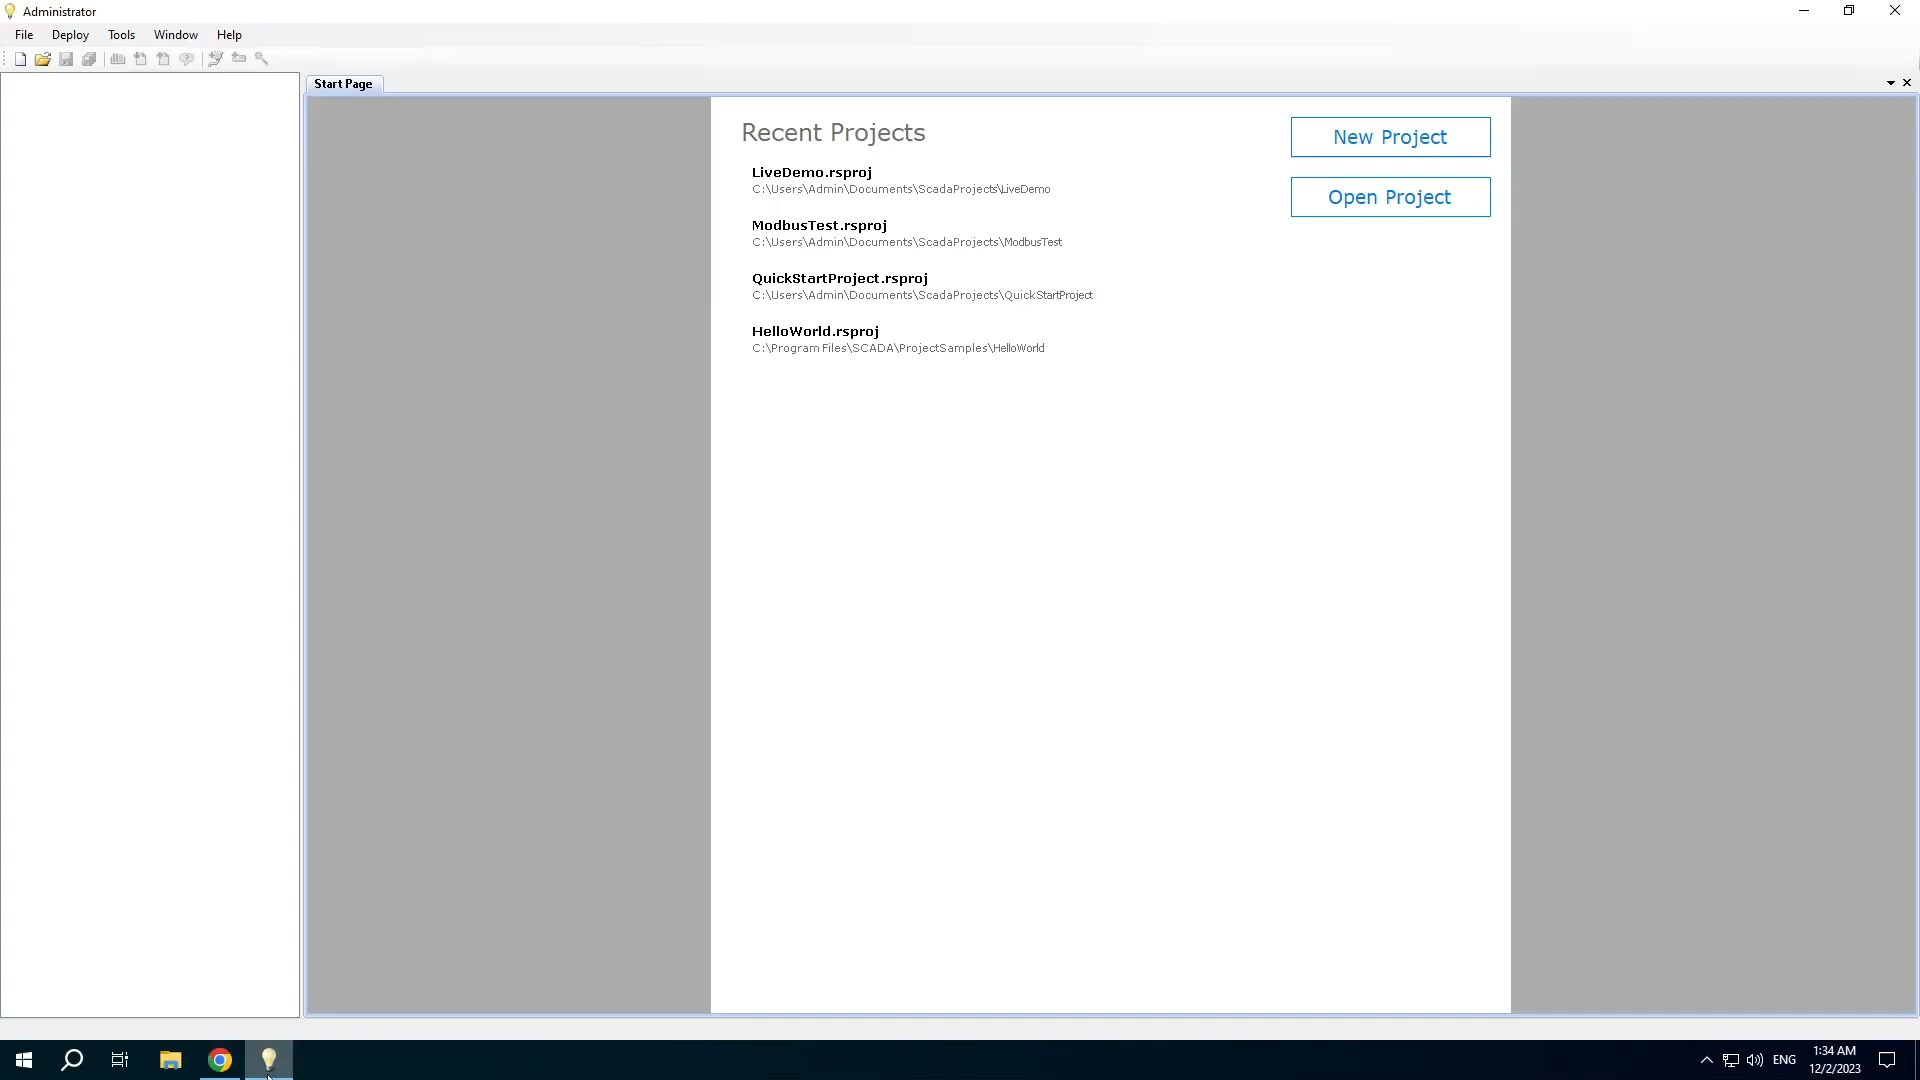 Administrator
File Deploy Tools Window Help
Start Page
Recent Projects
New Project
LiveDemo.rsproj
C:\Users\Admin\Documents\ScadaProjects\LiveDemo
Open Project
ModbusTest.rsproj
C:\Users\Admin\Documents\ScadaProjects\ModbusTest
QuickStartProject.rsproj
C:\Users\Admin\Documents\ScadaProjects\QuickStartProject
HelloWorld.rsproj
C:\Program Files\SCADA\ProjectSamples\HelloWorld
ENG
1:34 AM
12/2/2023